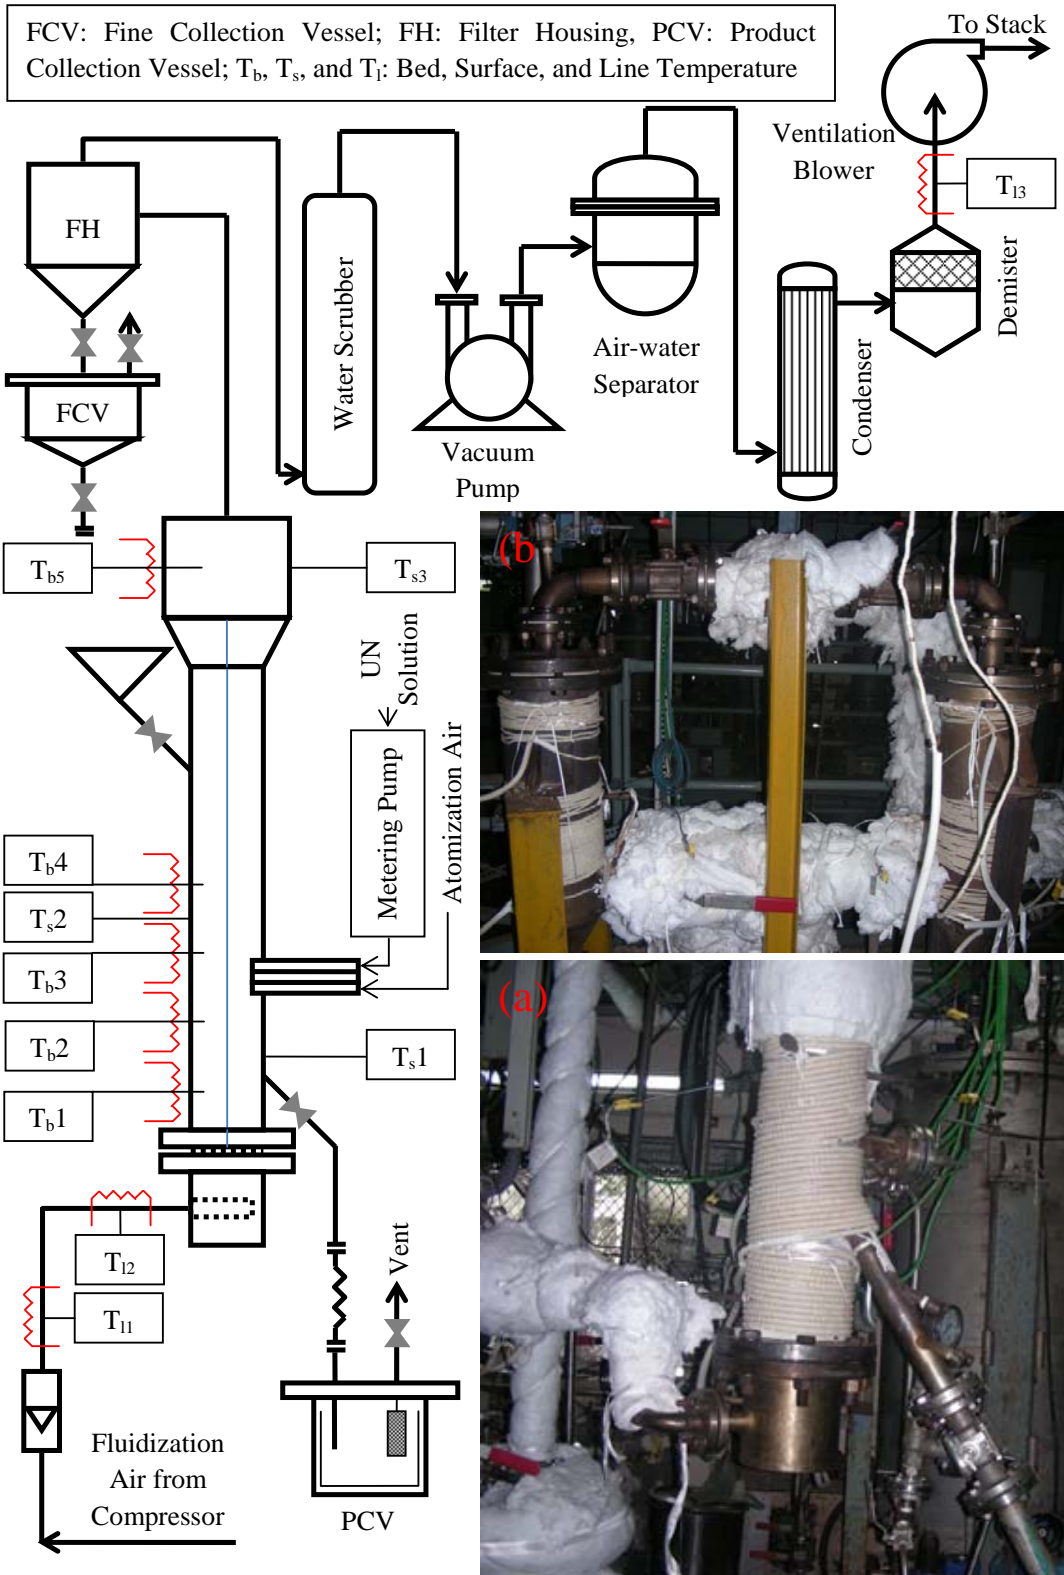 FCV: Fine Collection Vessel; FH: Filter Housing, PCV: Product
Collection Vessel; Tb, Ts, and Tl: Bed, Surface, and Line Temperature
To Stack
Ventilation
Blower
Tl3
FH
Water Scrubber
Demister
Air-water
Separator
Condenser
FCV
Vacuum
Pump
Tb5
Ts3
(b)
UN
Solution
Metering Pump
Atomization Air
Tb4
Ts2
Tb3
Tb2
Ts1
Tb1
(a)
Tl2
Tl1
Vent
Fluidization
Air from
Compressor
PCV